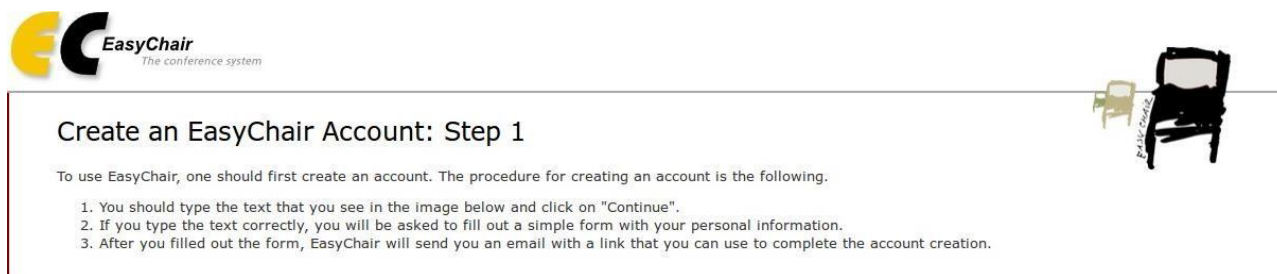 EC EasyChair
The conference system
EASY CHAIR
Create an EasyChair Account: Step 1
To use EasyChair, one should first create an account. The procedure for creating an account is the following.
1. You should type the text that you see in the image below and click on "Continue".
2. If you type the text correctly, you will be asked to fill out a simple form with your personal information.
3. After you filled out the form, EasyChair will send you an email with a link that you can use to complete the account creation.